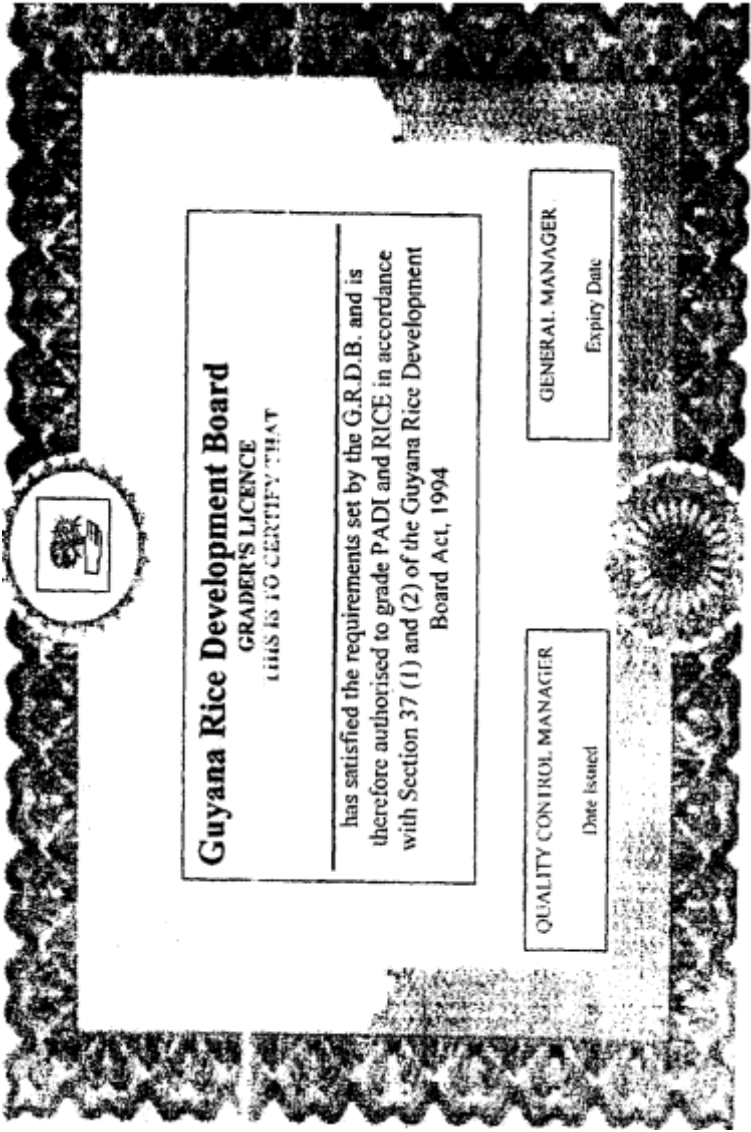 Guyana Rice Development Board
GRADER'S LICENCE
THIS IS TO CERTIFY THAT
has satisfied the requirements set by the G.R.D.B. and is
therefore authorised to grade PADI and RICE in accordance
with Section 37 (1) and (2) of the Guyana Rice Development
Board Act, 1994
QUALITY CONTROL MANAGER
Date Issued
GENERAL MANAGER
Expiry Date